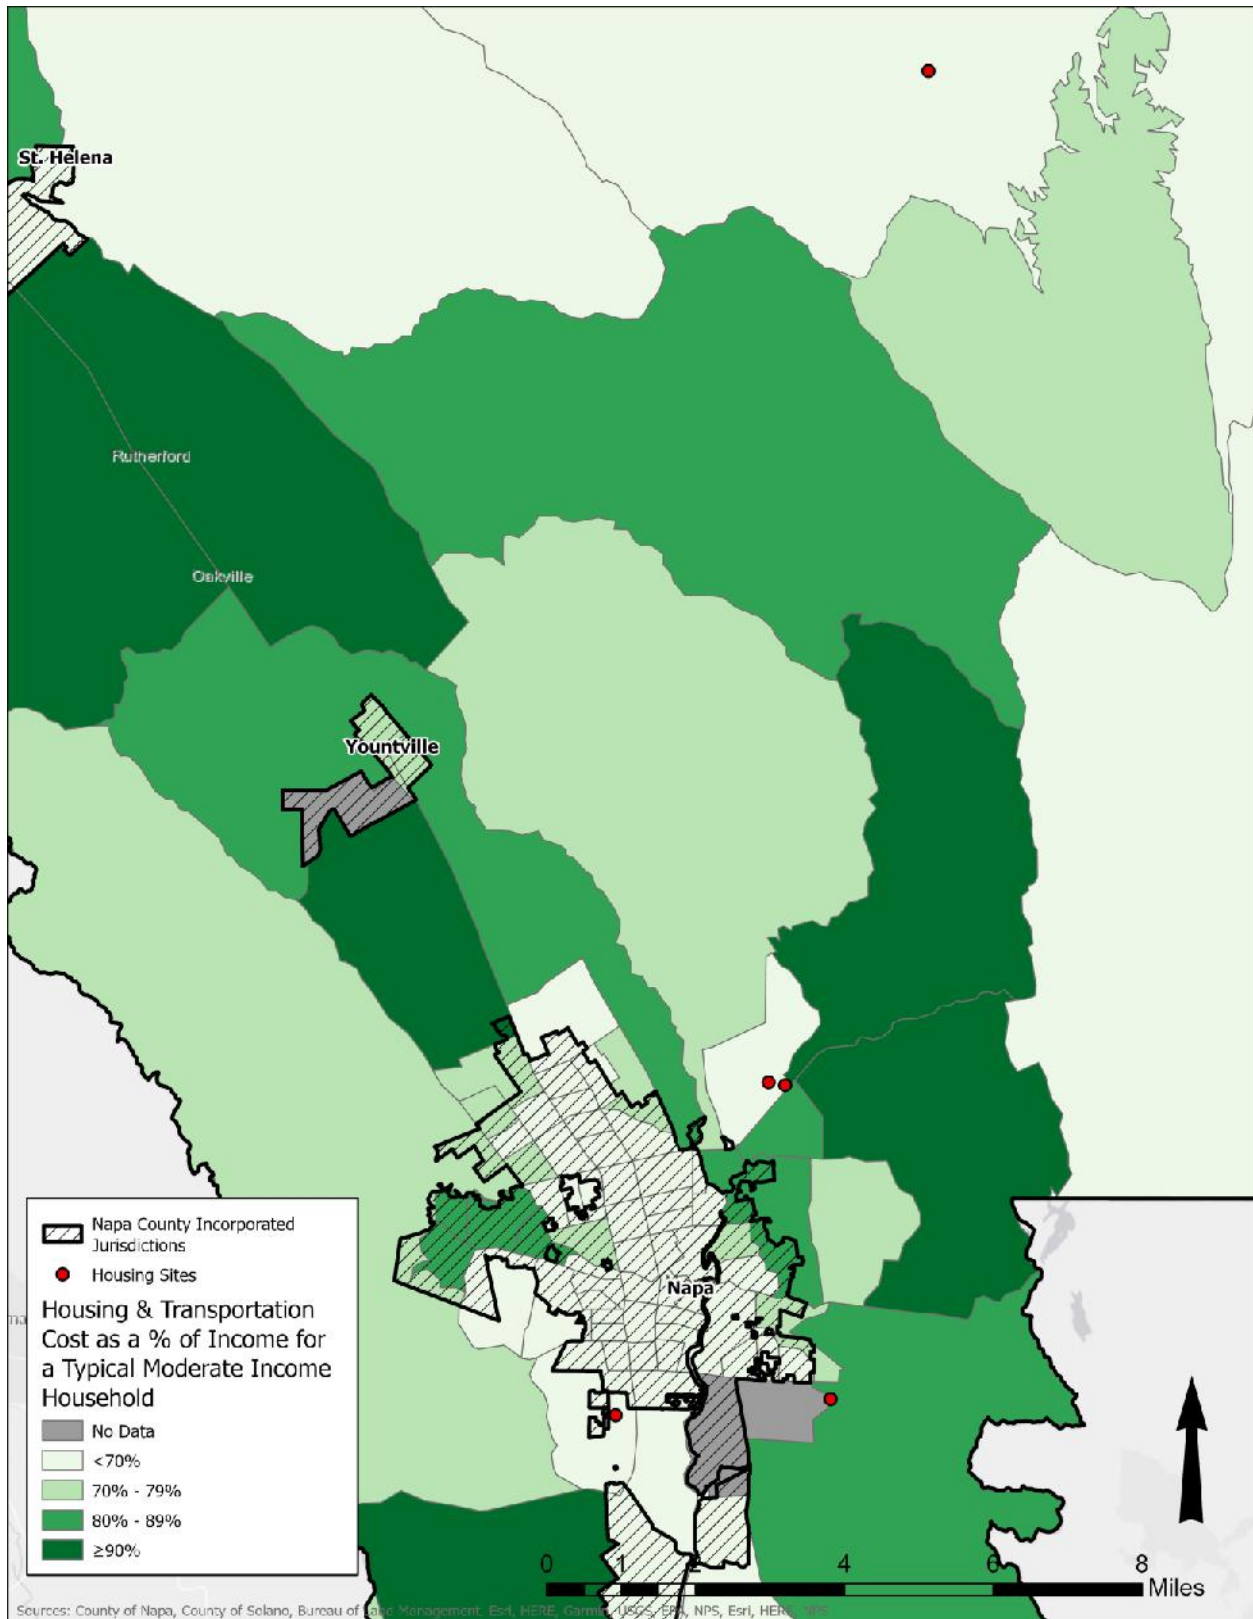 St. Helena
Rutherford
Oakville
Yountville
Napa
Napa County Incorporated
Jurisdictions
Housing Sites
Housing & Transportation
Cost as a % of Income for
a Typical Moderate Income
Household
No Data
<70%
70% - 79%
80% - 89%
≥90%
0 1 2 4 6 8
Miles
Sources: County of Napa, County of Solano, Bureau of Land Management, Esri, HERE, Garmin, USGS, EPA, NPS, Esri, HERE, NPS